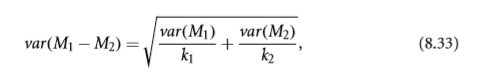 var(M₁ − M₂) = √(var(M₁)/k₁ + var(M₂)/k₂), (8.33)